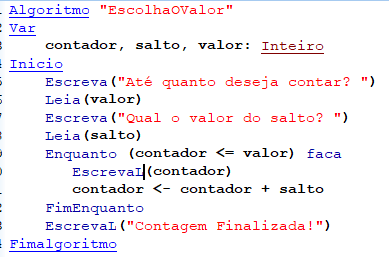 Algoritmo "EscolhaOValor"
Var
contador, salto, valor: Inteiro
Inicio
Escreva("Até quanto deseja contar? ")
Leia(valor)
Escreva("Qual o valor do salto? ")
Leia(salto)
Enquanto (contador <= valor) faca
EscrevaL(contador)
contador <- contador + salto
FimEnquanto
EscrevaL("Contagem Finalizada!")
Fimalgoritmo